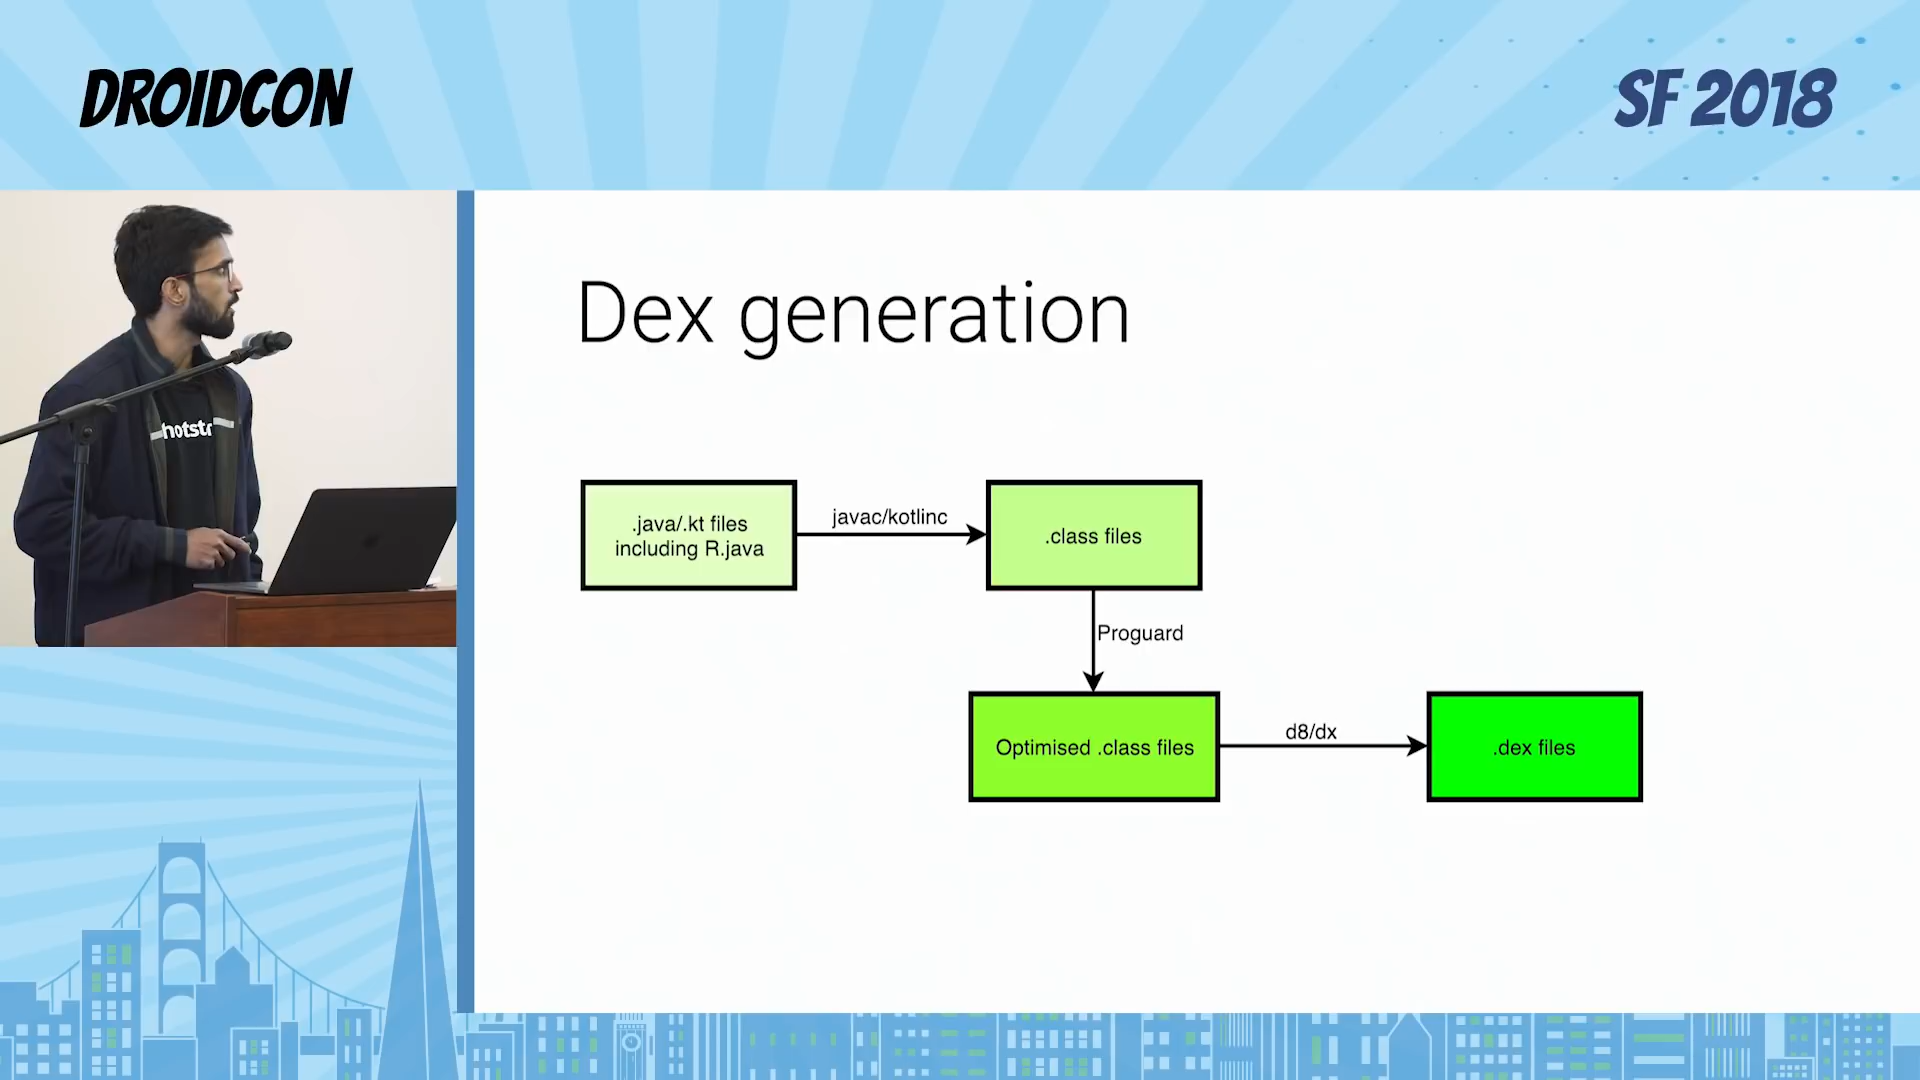 DROIDCON
SF 2018
hotst
Dex generation
.java/.kt files
including R.java
javac/kotlinc
.class files
Proguard
Optimised .class files
d8/dx
.dex files